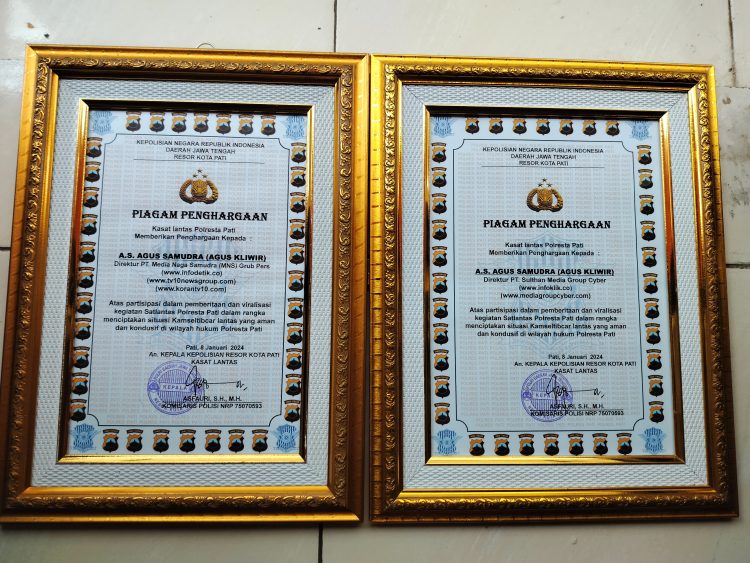 KEPOLISIAN NEGARA REPUBLIK INDONESIA
DAERAH JAWA TENGAH
RESOR KOTA PATI
PIAGAM PENGHARGAAN
Kasat lantas Polresta Pati
Memberikan Penghargaan Kepada :
A.S. AGUS SAMUDRA (AGUS KLIWIR)
Direktur PT. Media Naga Samudra (MNS) Grub Pers
(www.infodetik.co)
(www.tv10newsgroup.com)
(www.korantv10.com)
Atas partisipasi dalam pemberitaan dan viralisasi
kegiatan Satlantas Polresta Pati dalam rangka
menciptakan situasi Kamseltibcar lantas yang aman
dan kondusif di wilayah hukum Polresta Pati
Pati, 8 Januari 2024
An. KEPALA KEPOLISIAN RESOR KOTA PATI
KASAT LANTAS
KEPALA
ASFAURI, S.H., M.H.
KOMISARIS POLISI NRP 75070593
KEPOLISIAN NEGARA REPUBLIK INDONESIA
DAERAH JAWA TENGAH
RESOR KOTA PATI
PIAGAM PENGHARGAAN
Kasat lantas Polresta Pati
Memberikan Penghargaan Kepada :
A.S. AGUS SAMUDRA (AGUS KLIWIR)
Direktur PT. Sulthan Media Group Cyber
(www.infoktik.co)
(www.mediagroupcyber.com)
Atas partisipasi dalam pemberitaan dan viralisasi
kegiatan Satlantas Polresta Pati dalam rangka
menciptakan situasi Kamseltibcar lantas yang aman
dan kondusif di wilayah hukum Polresta Pati
Pati, 8 Januari 2024
An. KEPALA KEPOLISIAN RESOR KOTA PATI
KASAT LANTAS
KEPALA
ASFAURI, S.H., M.H.
KOMISARIS POLISI NRP 75070593